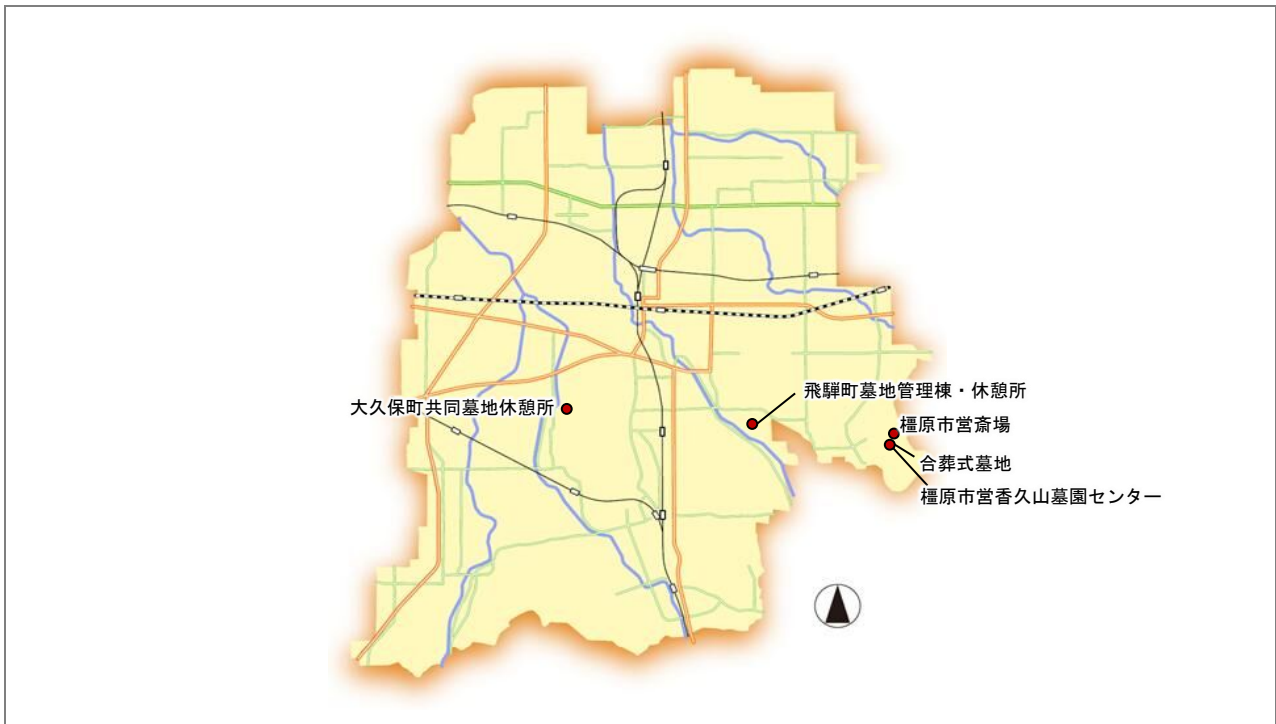 飛騨町墓地管理棟・休憩所
大久保町共同墓地休憩所
橿原市営斎場
合葬式墓地
橿原市営香久山墓園センター